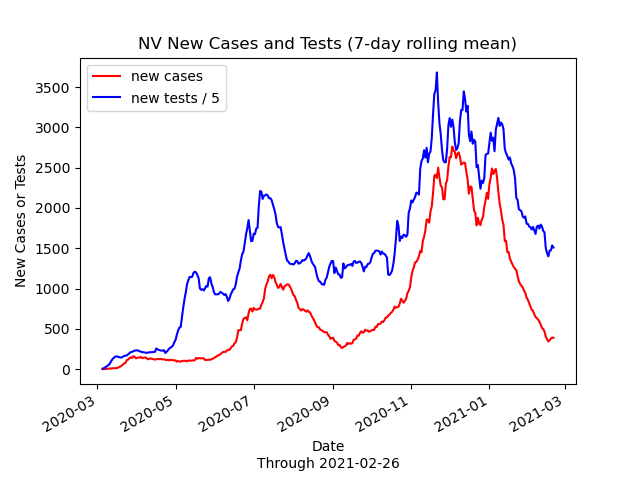 NV New Cases and Tests (7-day rolling mean)
new cases
new tests / 5
3500
3000
2500
2000
1500
1000
500
0
New Cases or Tests
2020-03
2020-05
2020-07
2020-09
2020-11
2021-01
2021-03
Date
Through 2021-02-26